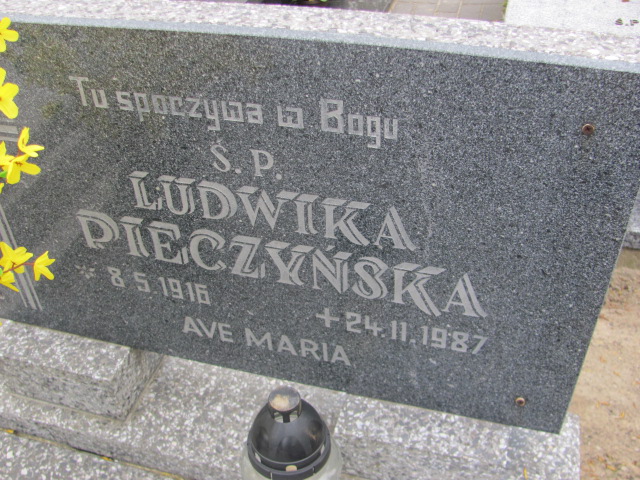 Tu spoczywa w Bogu
Ś. P.
LUDWIKA
PIECZYŃSKA
* 8.5.1916
+ 24.11.1987
AVE MARIA